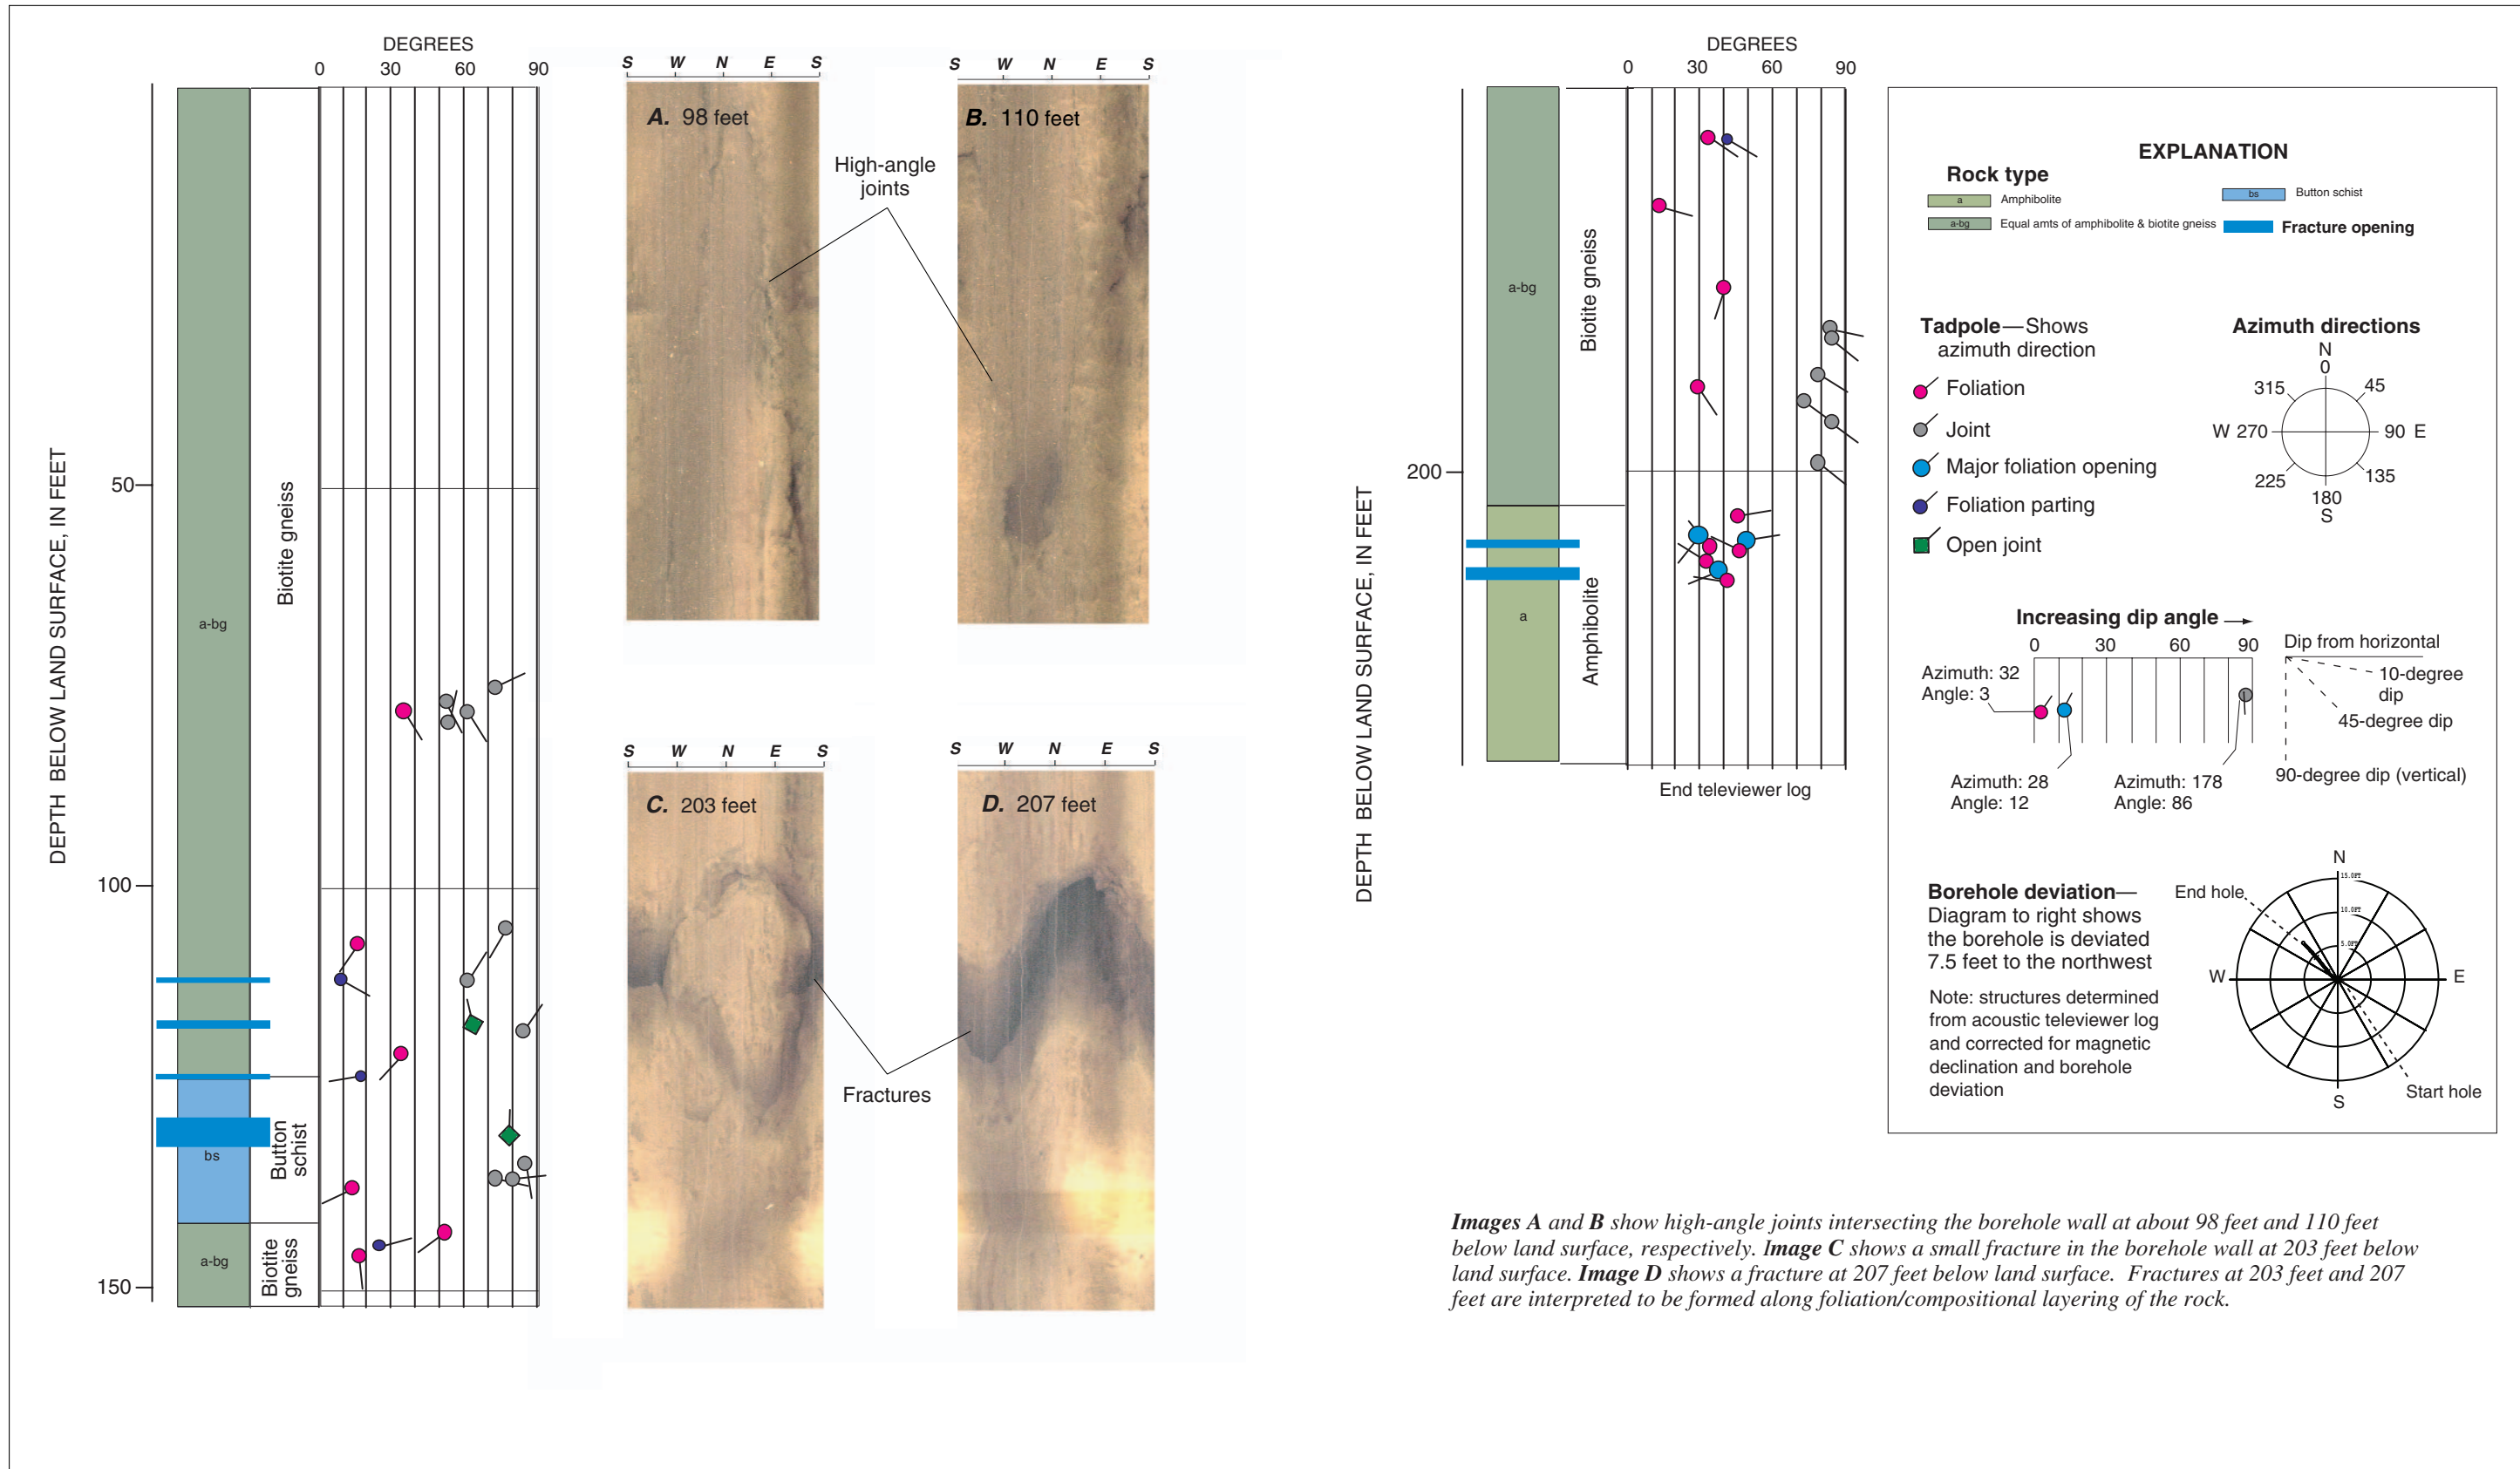 DEGREES
0 30 60 90
DEPTH BELOW LAND SURFACE, IN FEET
50
100
150
a-bg
bs
a-bg
Biotite gneiss
Button
schist
Biotite
gneiss
S W N E S
A. 98 feet
S W N E S
B. 110 feet
High-angle
joints
S W N E S
C. 203 feet
S W N E S
D. 207 feet
Fractures
DEGREES
0 30 60 90
DEPTH BELOW LAND SURFACE, IN FEET
200
a-bg
a
Biotite gneiss
Amphibolite
End televiewer log
EXPLANATION
Rock type
a Amphibolite
bs Button schist
a-bg Equal amts of amphibolite & biotite gneiss
Fracture opening
Tadpole—Shows
azimuth direction
Foliation
Joint
Major foliation opening
Foliation parting
Open joint
Azimuth directions
N
0
315 45
W 270 90 E
225 135
180
S
Increasing dip angle
0 30 60 90
Azimuth: 32
Angle: 3
Azimuth: 28
Angle: 12
Azimuth: 178
Angle: 86
Dip from horizontal
10-degree
dip
45-degree dip
90-degree dip (vertical)
Borehole deviation—
Diagram to right shows
the borehole is deviated
7.5 feet to the northwest
Note: structures determined
from acoustic televiewer log
and corrected for magnetic
declination and borehole
deviation
N
15.0FT
10.0FT
5.0FT
End hole
W E
S
Start hole
Images A and B show high-angle joints intersecting the borehole wall at about 98 feet and 110 feet
below land surface, respectively. Image C shows a small fracture in the borehole wall at 203 feet below
land surface. Image D shows a fracture at 207 feet below land surface. Fractures at 203 feet and 207
feet are interpreted to be formed along foliation/compositional layering of the rock.